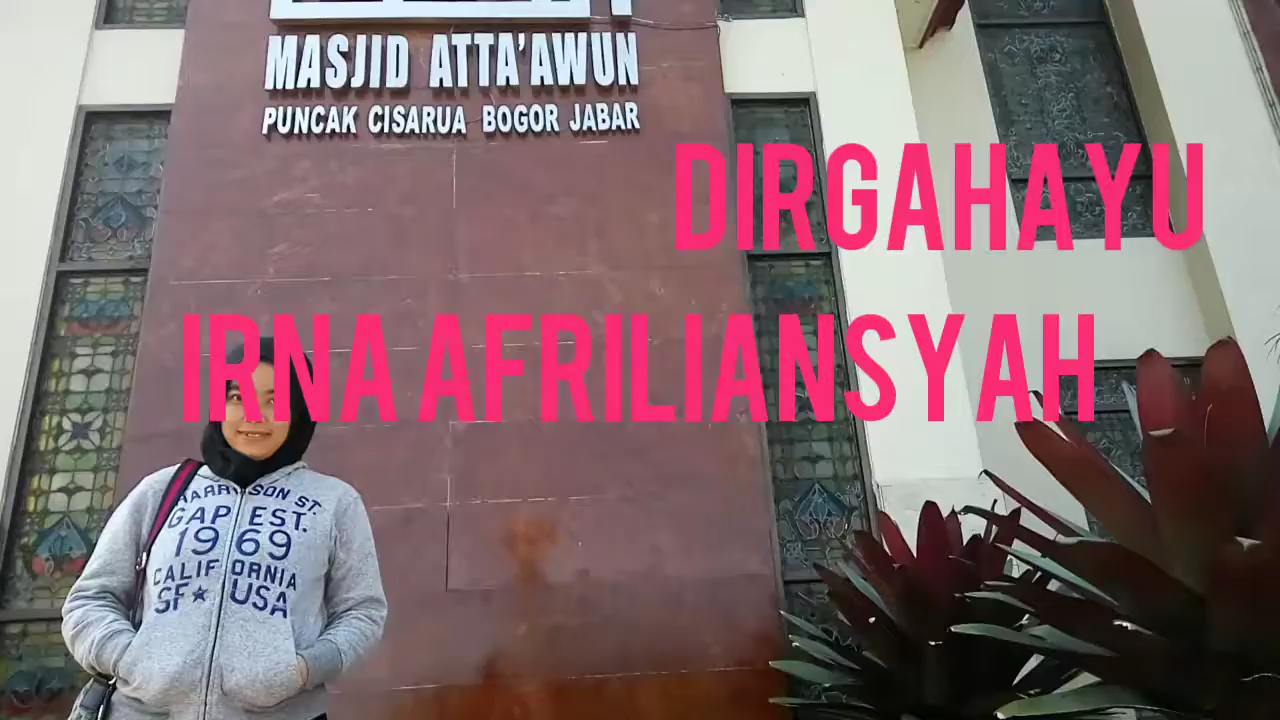 MASJID ATTA'AWUN
PUNCAK CISARUA BOGOR JABAR
DIRGAHAYU
IRNA AFRILIANSYAH
HARRISON ST.
GAP EST.
1969
CALIFORNIA
SF★USA